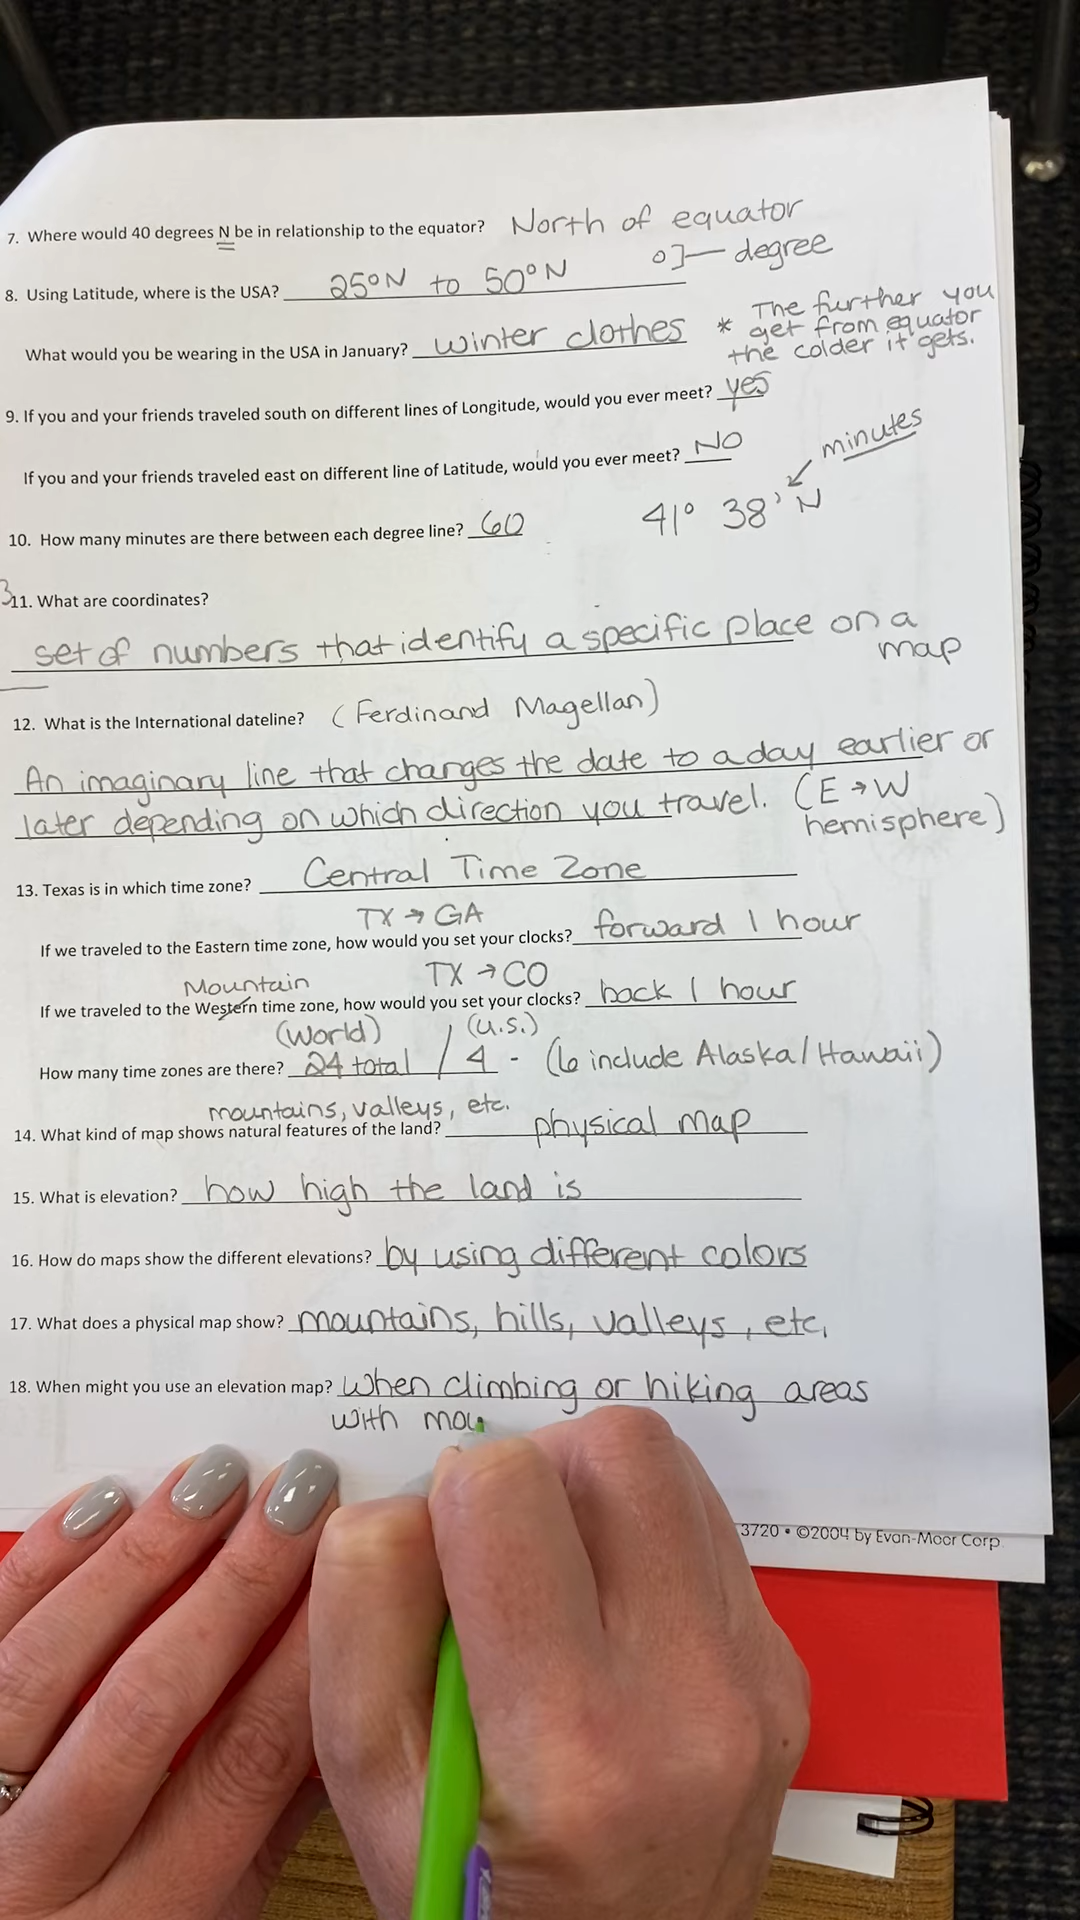 7. Where would 40 degrees N be in relationship to the equator? North of equator
°]— degree
8. Using Latitude, where is the USA? 25°N to 50°N
What would you be wearing in the USA in January? winter clothes
* The further you
get from equator
the colder it gets.
9. If you and your friends traveled south on different lines of Longitude, would you ever meet? yes
If you and your friends traveled east on different line of Latitude, would you ever meet? NO
minutes
10. How many minutes are there between each degree line? 60
41° 38' N
11. What are coordinates?
set of numbers that identify a specific place on a
map
12. What is the International dateline? (Ferdinand Magellan)
An imaginary line that changes the date to a day earlier or
later depending on which direction you travel. (E → W
hemisphere)
13. Texas is in which time zone? Central Time Zone
TX → GA
If we traveled to the Eastern time zone, how would you set your clocks? forward 1 hour
Mountain TX → CO
If we traveled to the Western time zone, how would you set your clocks? back 1 hour
(World) (U.S.)
How many time zones are there? 24 total / 4 - (6 include Alaska/Hawaii)
mountains, valleys, etc.
14. What kind of map shows natural features of the land? physical map
15. What is elevation? how high the land is
16. How do maps show the different elevations? by using different colors
17. What does a physical map show? mountains, hills, valleys, etc.
18. When might you use an elevation map? when climbing or hiking areas
with mou
3720 • ©2004 by Evan-Moor Corp.